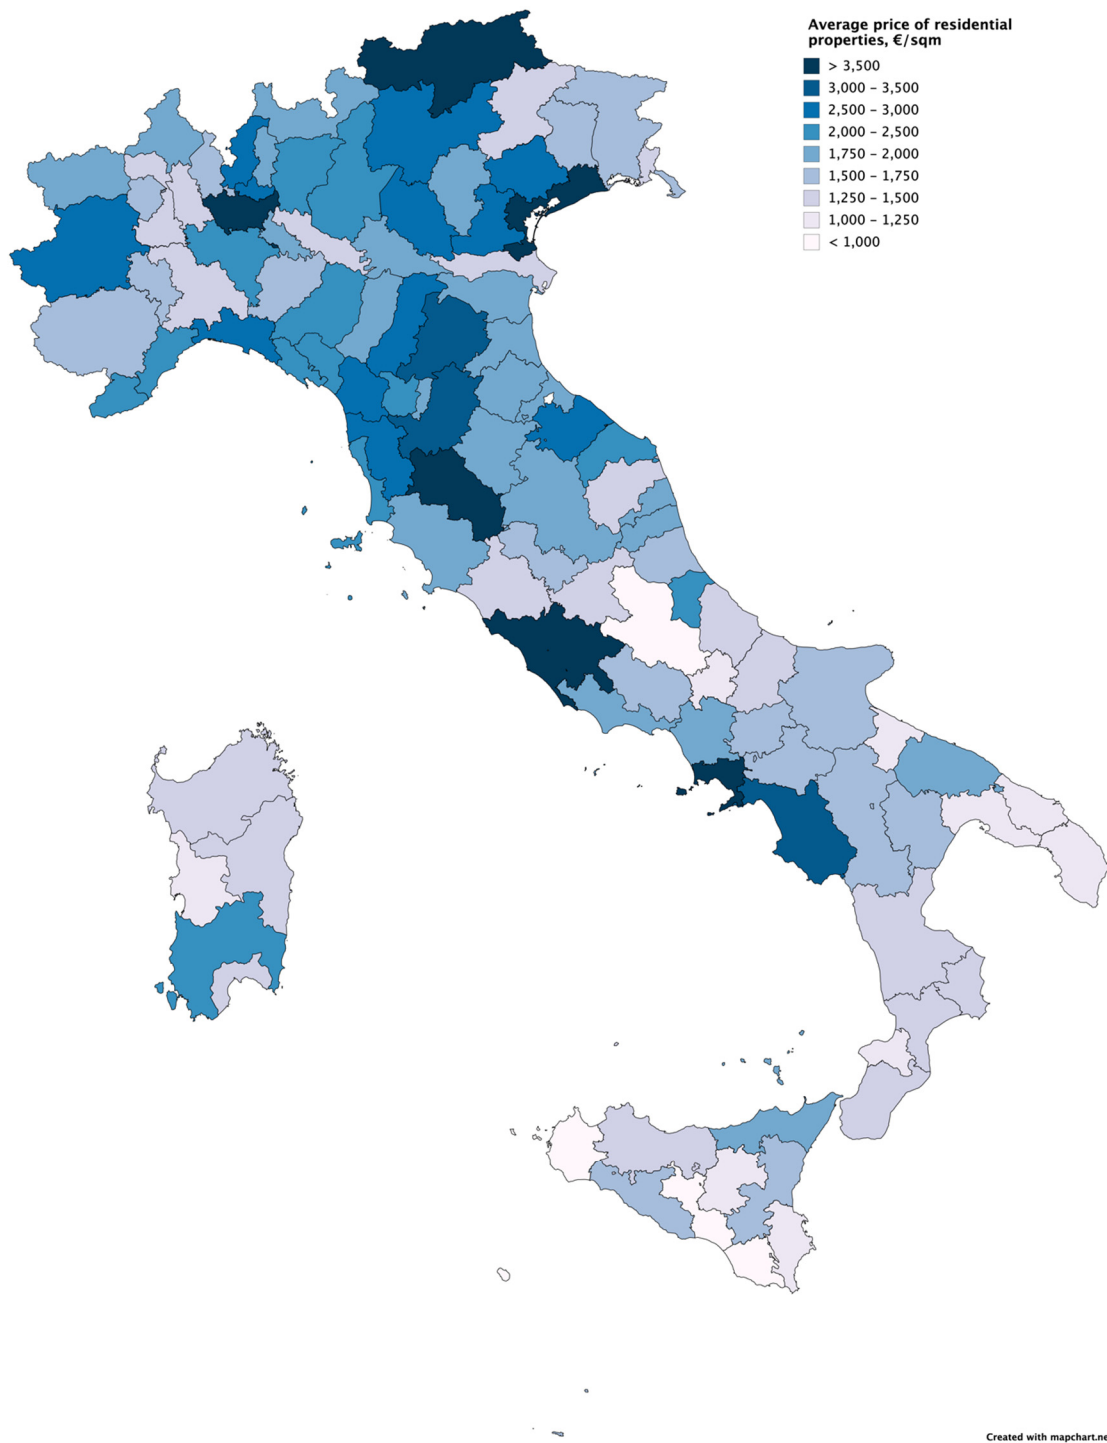 Average price of residential
properties, €/sqm
> 3,500
3,000 – 3,500
2,500 – 3,000
2,000 – 2,500
1,750 – 2,000
1,500 – 1,750
1,250 – 1,500
1,000 – 1,250
< 1,000
Created with mapchart.ne